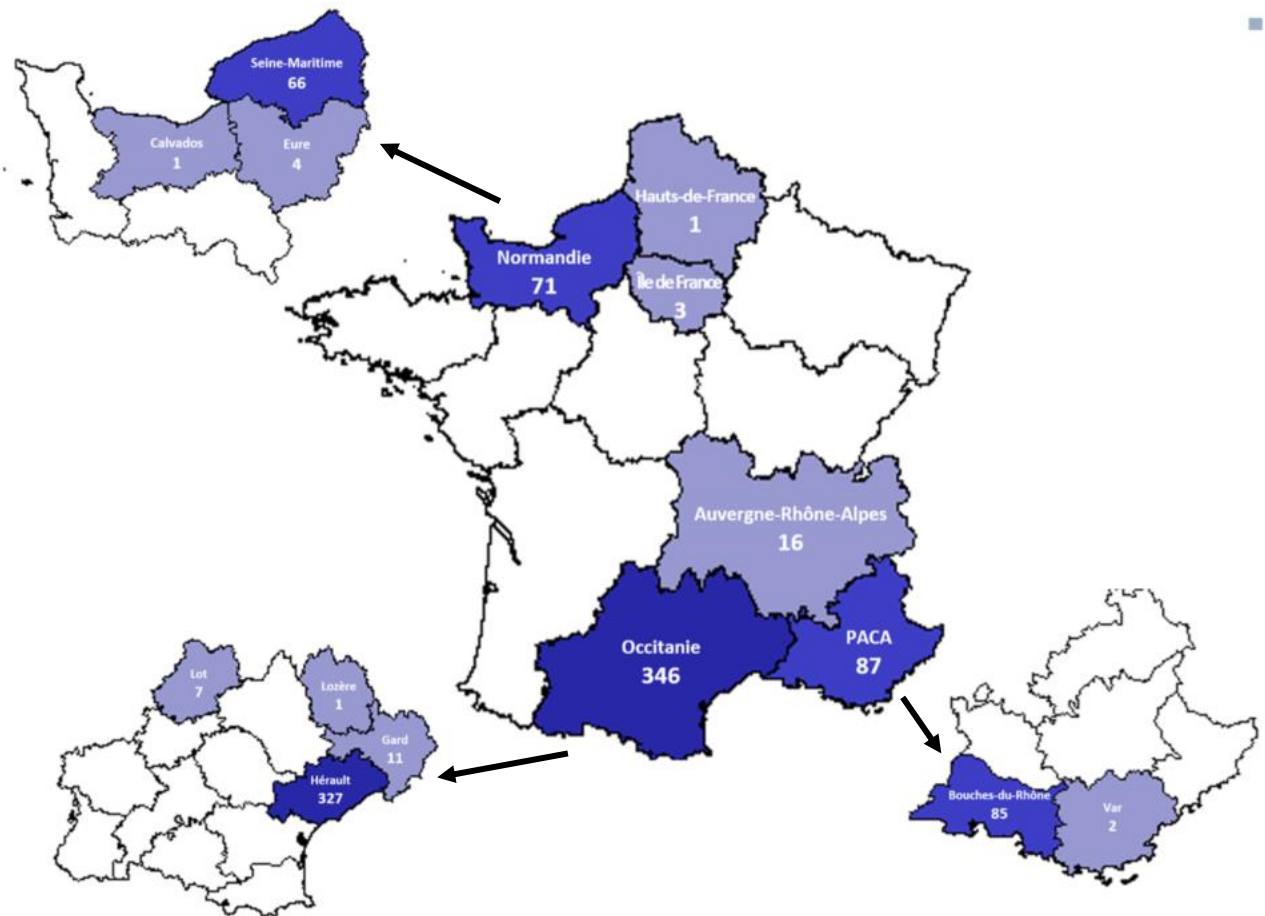 Seine-Maritime
66
Calvados
1
Eure
4
Hauts-de-France
1
Normandie
71
Île de France
3
Auvergne-Rhône-Alpes
16
Occitanie
346
PACA
87
Lot
7
Lozère
1
Gard
11
Hérault
327
Bouches-du-Rhône
85
Var
2